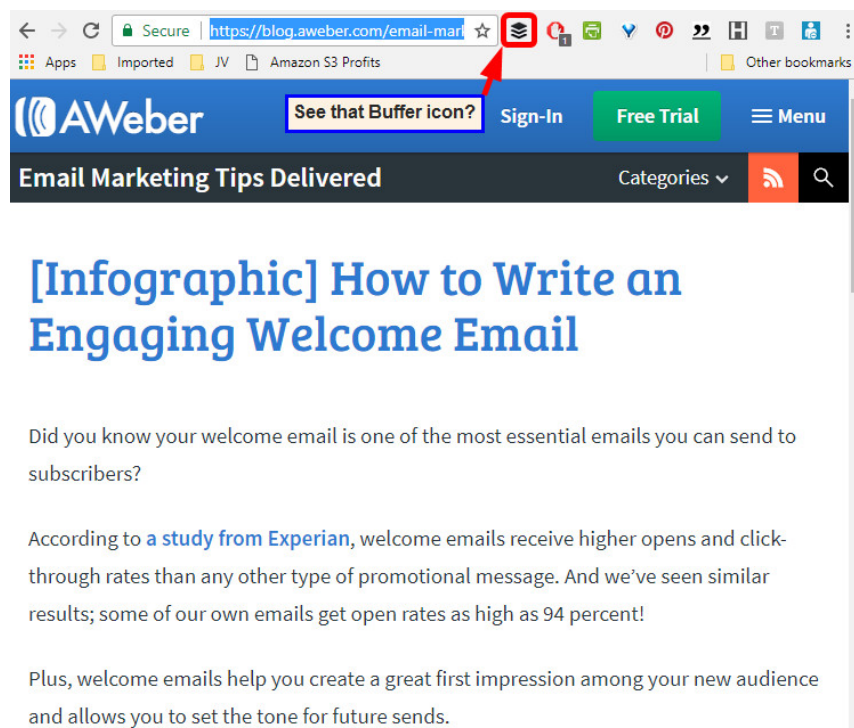 Secure https://blog.aweber.com/email-mar
Apps Imported JV Amazon S3 Profits Other bookmarks
AWeber See that Buffer icon? Sign-In Free Trial Menu
Email Marketing Tips Delivered Categories
[Infographic] How to Write an
Engaging Welcome Email
Did you know your welcome email is one of the most essential emails you can send to
subscribers?
According to a study from Experian, welcome emails receive higher opens and click-
through rates than any other type of promotional message. And we’ve seen similar
results; some of our own emails get open rates as high as 94 percent!
Plus, welcome emails help you create a great first impression among your new audience
and allows you to set the tone for future sends.